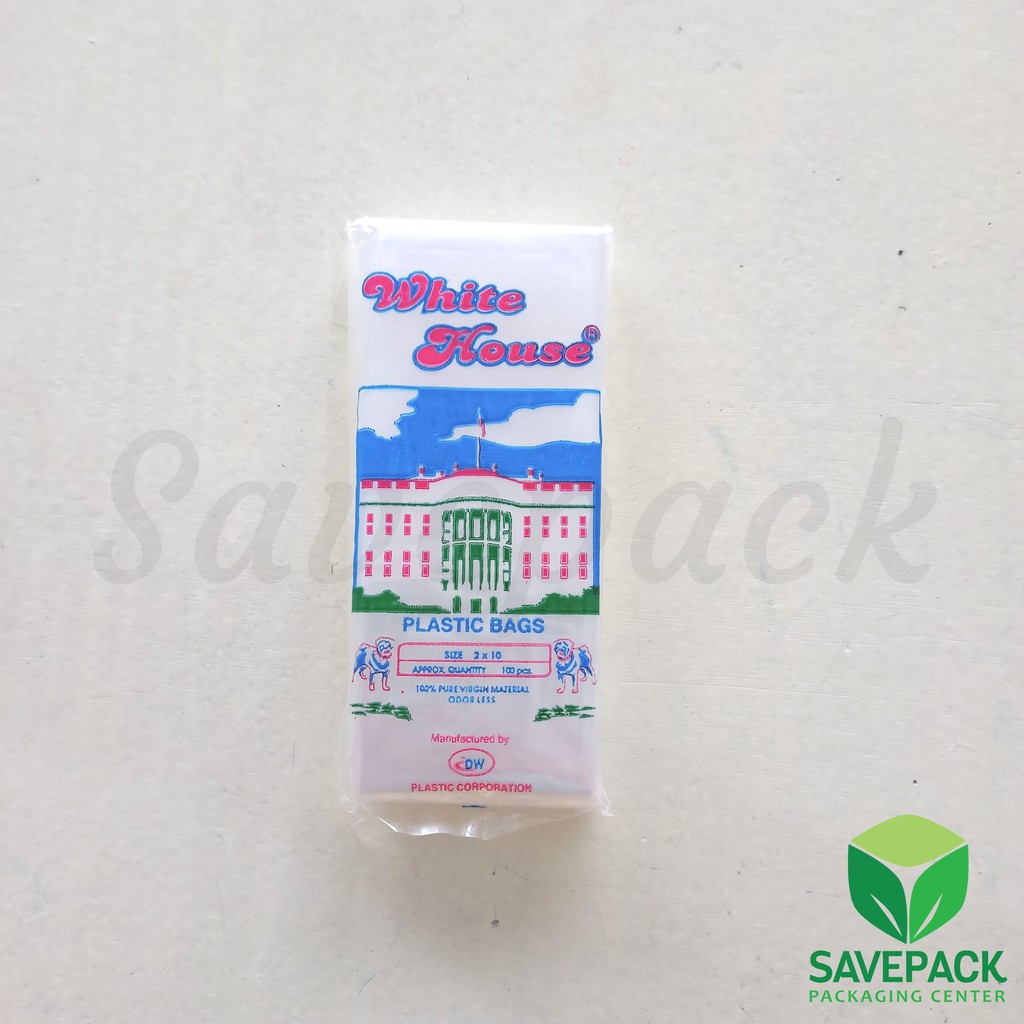 White
House ®
PLASTIC BAGS
SIZE 2 x 10
APPROX. QUANTITY 100 pcs.
100% PURE VIRGIN MATERIAL
ODOR LESS
Manufactured by
DW
PLASTIC CORPORATION
Savepack
SAVEPACK
PACKAGING CENTER